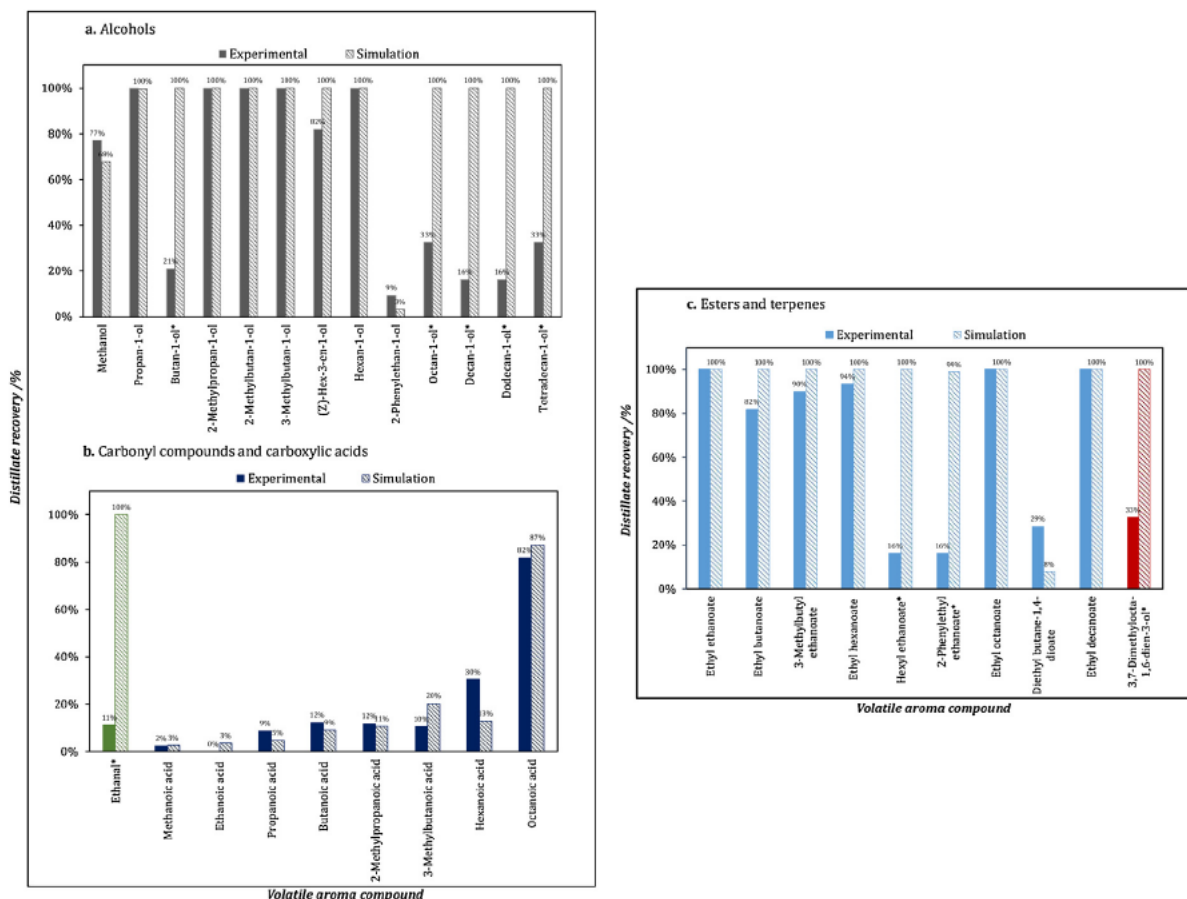 a. Alcohols
Experimental Simulation
100%
80%
60%
40%
20%
0%
77% 100% 100% 100% 100% 100% 100% 100% 100% 100% 100% 100%
21% 82% 9% 33% 16% 16% 33%
Methanol
Propan-1-ol
Butan-1-ol*
2-Methylpropan-1-ol
2-Methylbutan-1-ol
3-Methylbutan-1-ol
(Z)-Hex-3-en-1-ol
Hexan-1-ol
2-Phenylethan-1-ol
Octan-1-ol*
Decan-1-ol*
Dodecan-1-ol*
Tetradecan-1-ol*
Distillate recovery /%
b. Carbonyl compounds and carboxylic acids
Experimental Simulation
100%
80%
60%
40%
20%
0%
11% 100% 2% 3% 0% 3% 9% 5% 12% 9% 12% 11% 20% 30% 13% 82% 87%
Ethanal*
Methanoic acid
Ethanoic acid
Propanoic acid
Butanoic acid
2-Methylpropanoic acid
3-Methylbutanoic acid
Hexanoic acid
Octanoic acid
Volatile aroma compound
c. Esters and terpenes
Experimental Simulation
100%
80%
60%
40%
20%
0%
100% 82% 100% 90% 100% 94% 100% 16% 100% 16% 99% 100% 29% 8% 100% 33% 100%
Ethyl ethanoate
Ethyl butanoate
3-Methylbutyl
ethanoate
Ethyl hexanoate
Hexyl ethanoate*
2-Phenylethyl
ethanoate*
Ethyl octanoate
Diethyl butane-1,4-
dioate
Ethyl decanoate
3,7-Dimethylocta-
1,6-dien-3-ol*
Distillate recovery /%
Volatile aroma compound